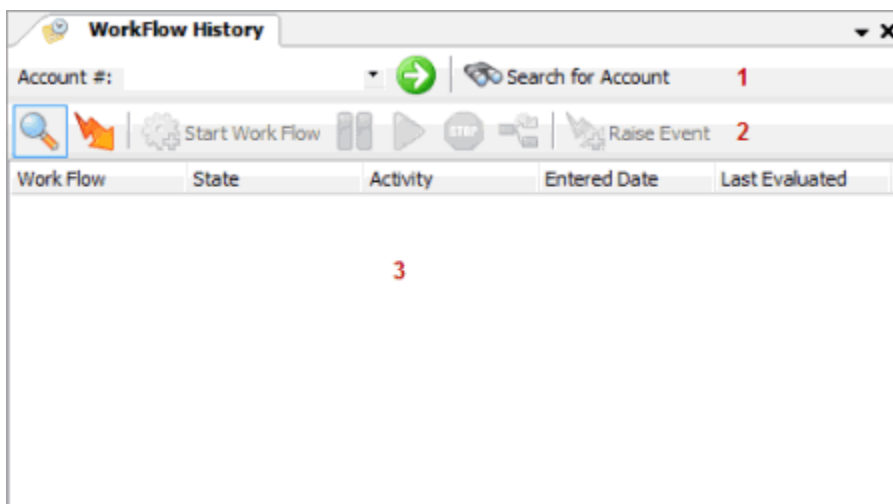 WorkFlow History
Account #: Search for Account 1
Start Work Flow STOP Raise Event 2
Work Flow State Activity Entered Date Last Evaluated
3